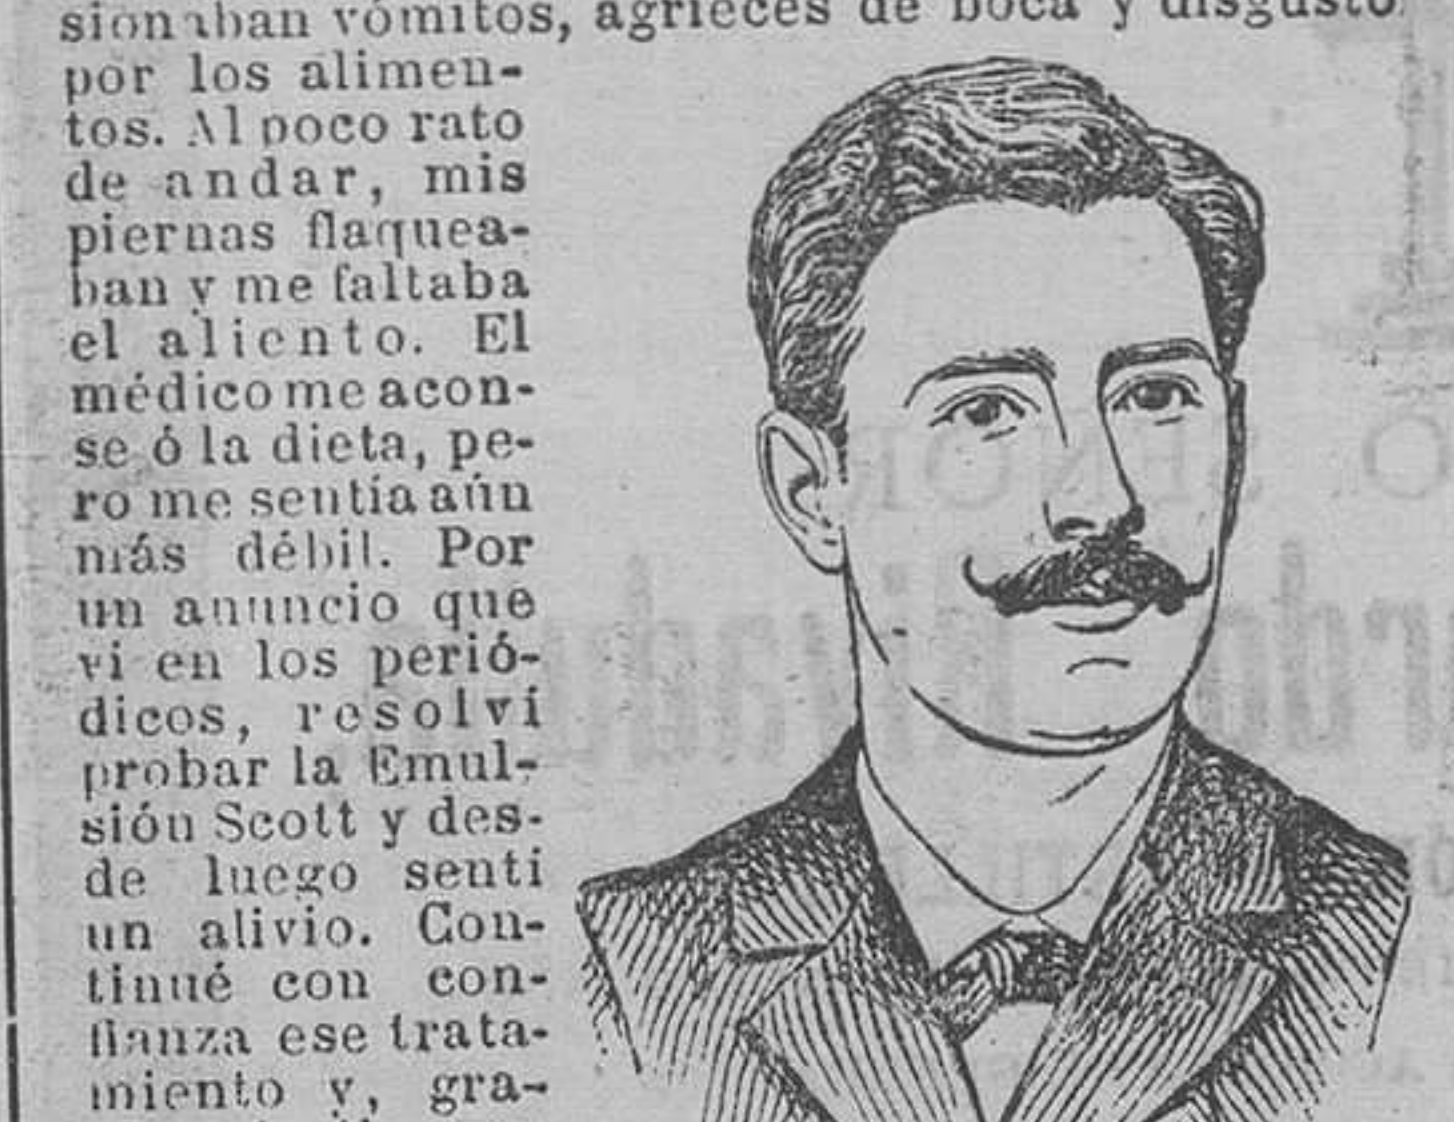 sionaban vómitos, agrieces de boca y disgusto
por los alimen-
tos. Al poco rato
de andar, mis
piernas flaquea-
ban y me faltaba
el aliento. El
médico me acon-
se ó la dieta, pe-
ro me sentía aún
más débil. Por
un anuncio que
vi en los perió-
dicos, resolví
probar la Emul-
sión Scott y des-
de luego sentí
un alivio. Con-
tinué con con-
fianza ese trata-
miento y, gra-